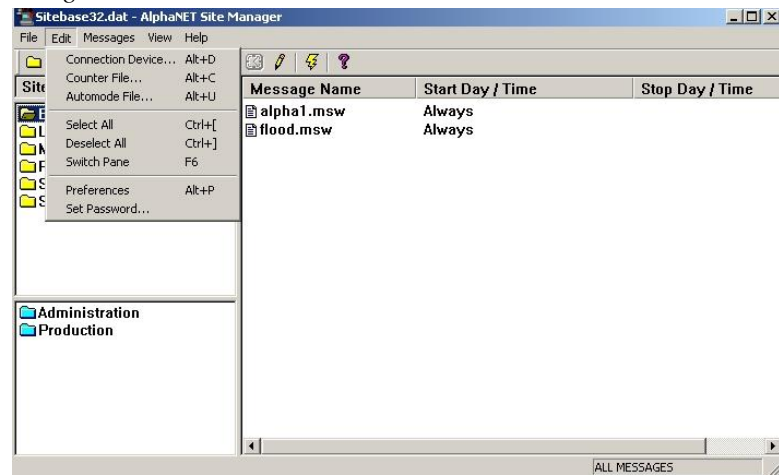 Sitebase32.dat - AlphaNET Site Manager
File Edit Messages View Help
Connection Device... Alt+D
Counter File... Alt+C
Automode File... Alt+U
Select All Ctrl+[
Deselect All Ctrl+]
Switch Pane F6
Preferences Alt+P
Set Password...
Message Name Start Day / Time Stop Day / Time
alpha1.msw Always
flood.msw Always
Administration
Production
ALL MESSAGES